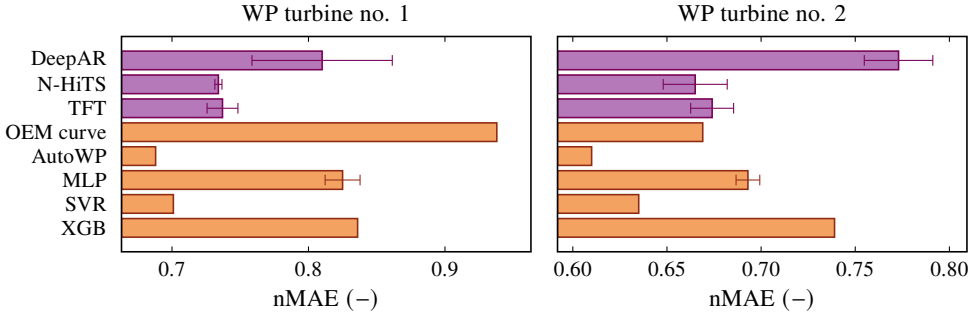 WP turbine no. 1
WP turbine no. 2
DeepAR
N-HiTS
TFT
OEM curve
AutoWP
MLP
SVR
XGB
0.7 0.8 0.9
0.60 0.65 0.70 0.75 0.80
nMAE (−)
nMAE (−)